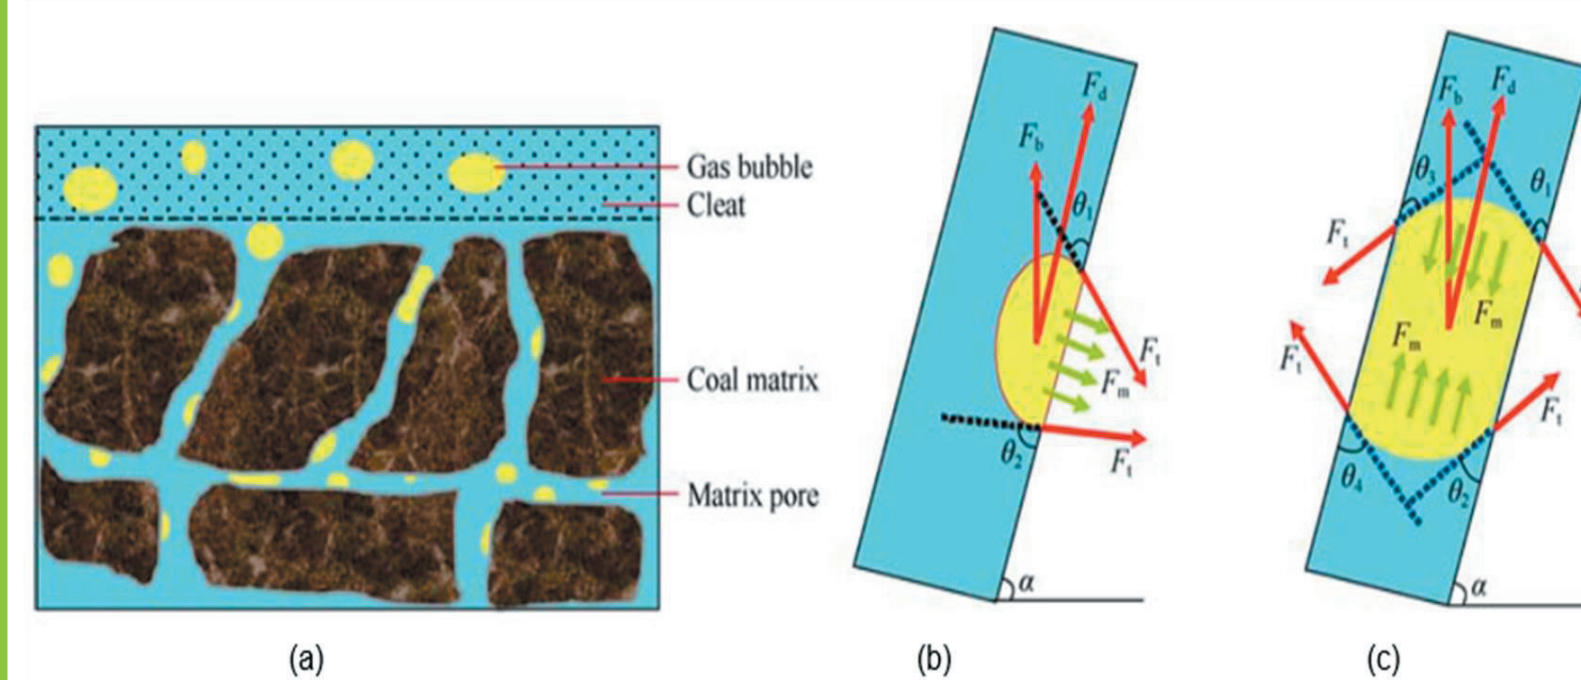 Gas bubble
Cleat
Coal matrix
Matrix pore
(a)
F_d
F_b
θ_1
F_t
F_m
θ_2
F_t
α
(b)
F_b
F_d
θ_3
θ_1
F_t
F_m
F_m
F_t
F_t
θ_4
θ_2
α
(c)